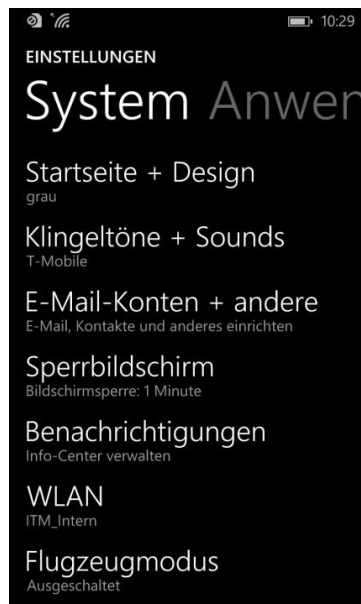 10:29
EINSTELLUNGEN
System Anwen
Startseite + Design
grau
Klingeltöne + Sounds
T-Mobile
E-Mail-Konten + andere
E-Mail, Kontakte und anderes einrichten
Sperrbildschirm
Bildschirmsperre: 1 Minute
Benachrichtigungen
Info-Center verwalten
WLAN
ITM_Intern
Flugzeugmodus
Ausgeschaltet